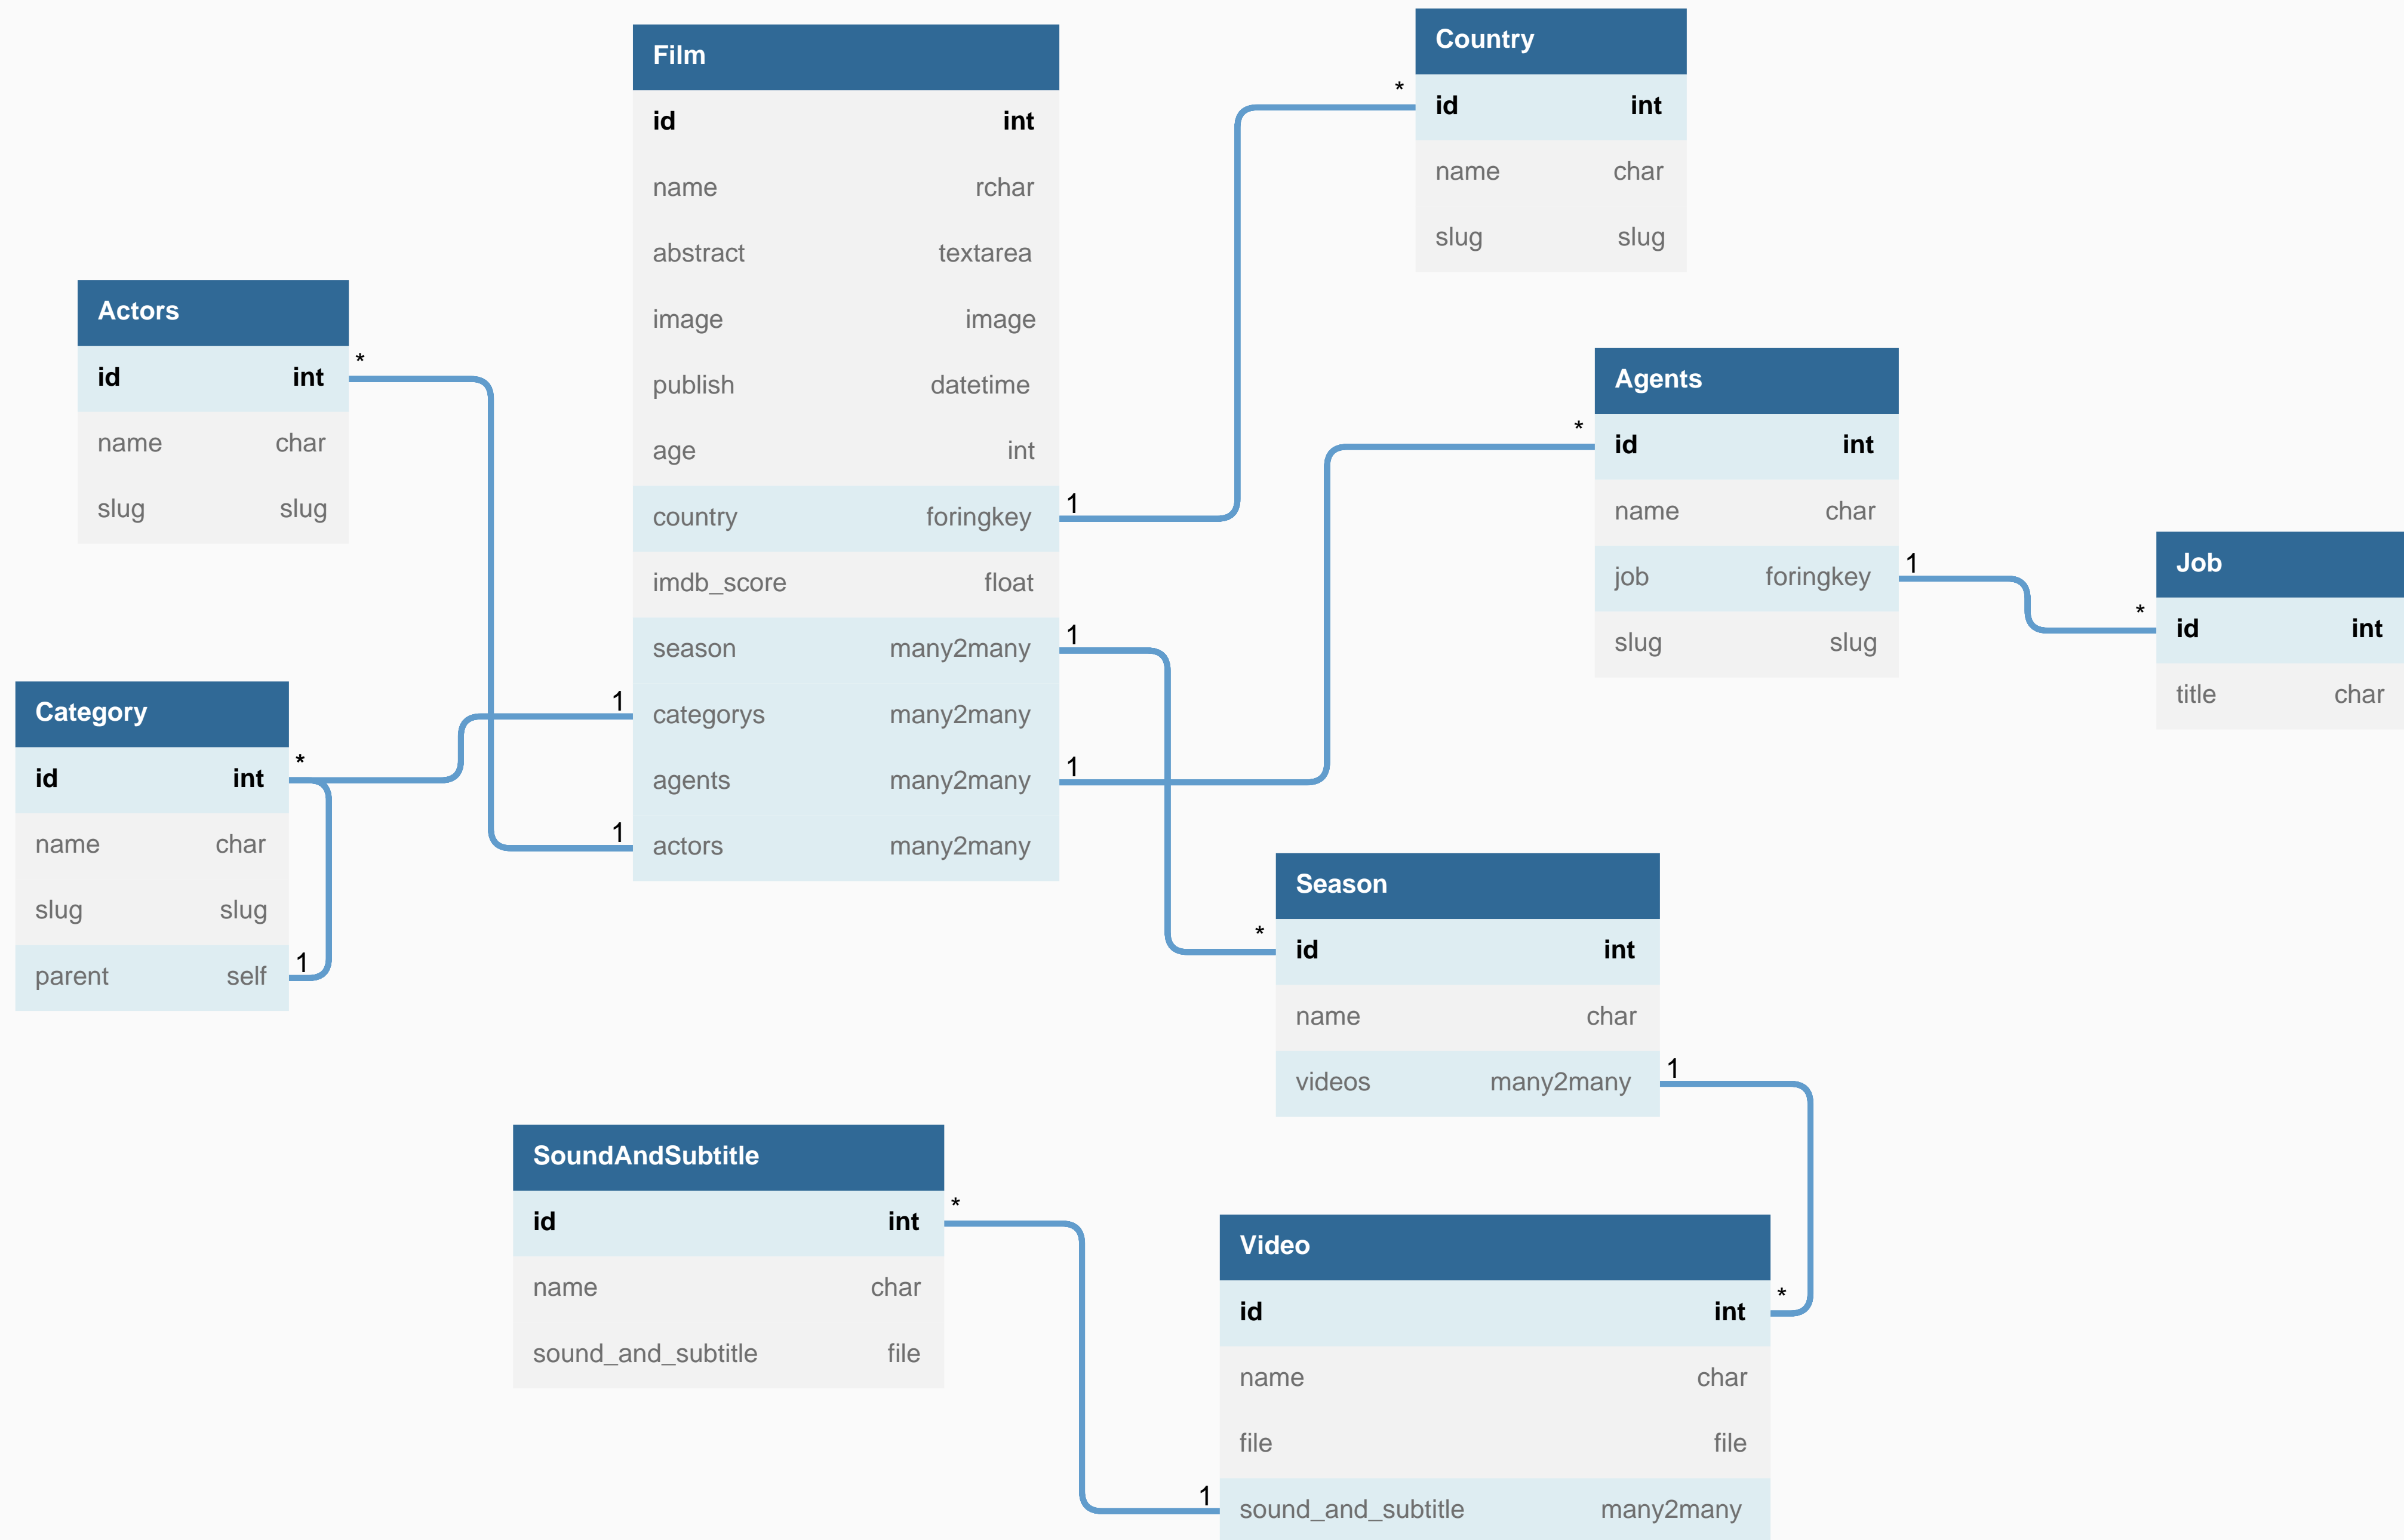 Film
id int
name rchar
abstract textarea
image image
publish datetime
age int
country foringkey
imdb_score float
season many2many
categorys many2many
agents many2many
actors many2many
1
1
1
1
1
Country
id int
name char
slug slug
*
Actors
id int
name char
slug slug
*
Agents
id int
name char
job foringkey
slug slug
*
1
Job
id int
title char
*
Category
id int
name char
slug slug
parent self
*
1
Season
id int
name char
videos many2many
*
1
SoundAndSubtitle
id int
name char
sound_and_subtitle file
*
Video
id int
name char
file file
sound_and_subtitle many2many
*
1